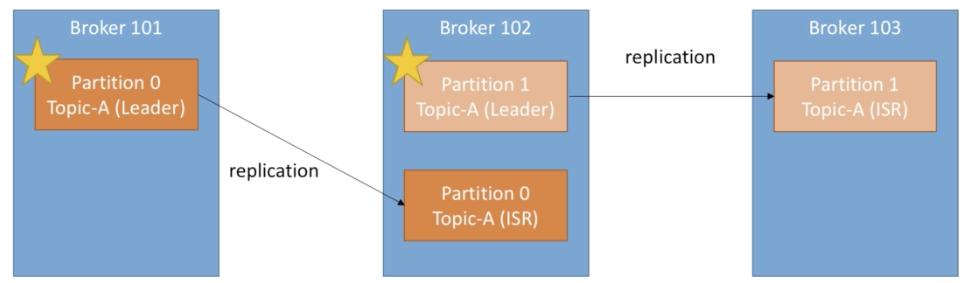 Broker 101
Partition 0
Topic-A (Leader)
replication
Broker 102
Partition 1
Topic-A (Leader)
Partition 0
Topic-A (ISR)
replication
Broker 103
Partition 1
Topic-A (ISR)